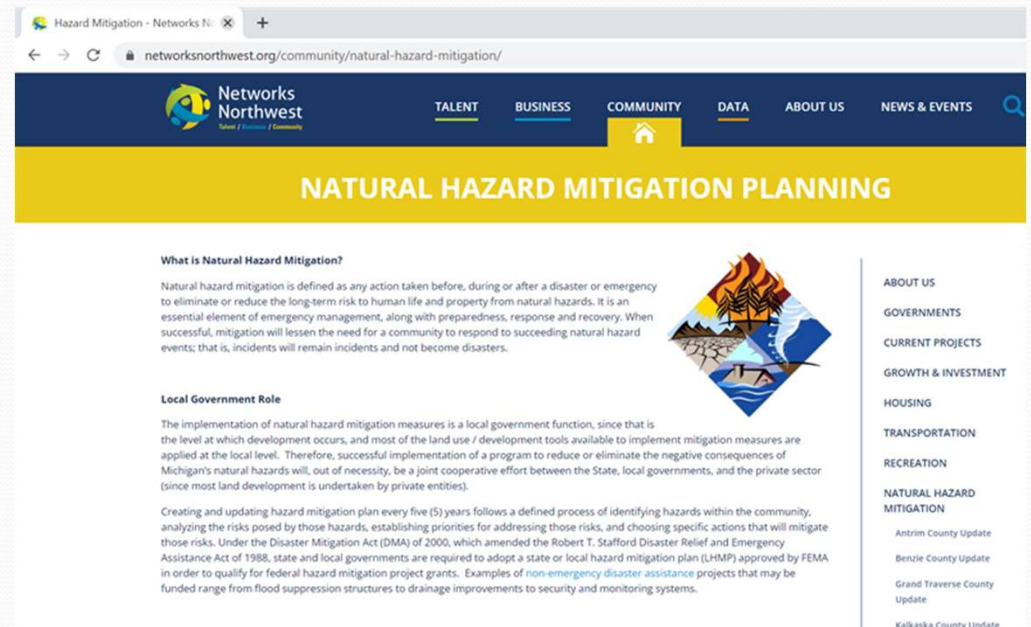 Hazard Mitigation - Networks No
networksnorthwest.org/community/natural-hazard-mitigation/
Networks
Northwest
Talent / Business / Community
TALENT
BUSINESS
COMMUNITY
DATA
ABOUT US
NEWS & EVENTS
NATURAL HAZARD MITIGATION PLANNING
What is Natural Hazard Mitigation?
Natural hazard mitigation is defined as any action taken before, during or after a disaster or emergency
to eliminate or reduce the long-term risk to human life and property from natural hazards. It is an
essential element of emergency management, along with preparedness, response and recovery. When
successful, mitigation will lessen the need for a community to respond to succeeding natural hazard
events; that is, incidents will remain incidents and not become disasters.
Local Government Role
The implementation of natural hazard mitigation measures is a local government function, since that is
the level at which development occurs, and most of the land use / development tools available to implement mitigation measures are
applied at the local level. Therefore, successful implementation of a program to reduce or eliminate the negative consequences of
Michigan's natural hazards will, out of necessity, be a joint cooperative effort between the State, local governments, and the private sector
(since most land development is undertaken by private entities).
Creating and updating hazard mitigation plan every five (5) years follows a defined process of identifying hazards within the community,
analyzing the risks posed by those hazards, establishing priorities for addressing those risks, and choosing specific actions that will mitigate
those risks. Under the Disaster Mitigation Act (DMA) of 2000, which amended the Robert T. Stafford Disaster Relief and Emergency
Assistance Act of 1988, state and local governments are required to adopt a state or local hazard mitigation plan (LHMP) approved by FEMA
in order to qualify for federal hazard mitigation project grants. Examples of non-emergency disaster assistance projects that may be
funded range from flood suppression structures to drainage improvements to security and monitoring systems.
ABOUT US
GOVERNMENTS
CURRENT PROJECTS
GROWTH & INVESTMENT
HOUSING
TRANSPORTATION
RECREATION
NATURAL HAZARD
MITIGATION
Antrim County Update
Benzie County Update
Grand Traverse County
Update
Kalkaska County Update